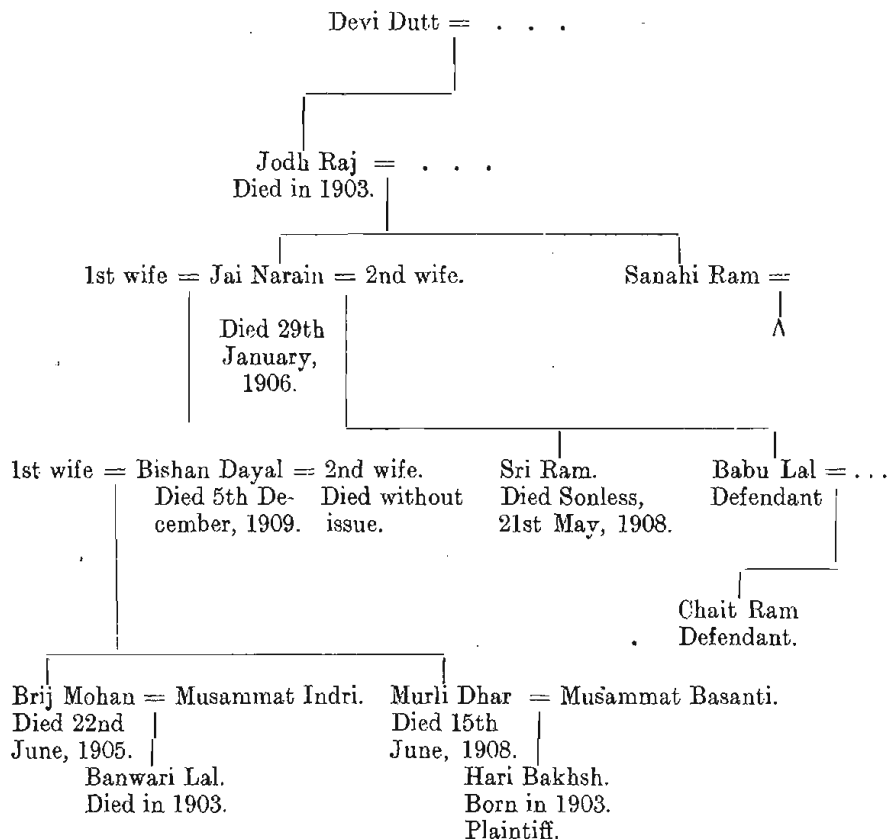 Devi Dutt = . . .
Jodh Raj = . . .
Died in 1903.
1st wife = Jai Narain = 2nd wife. Sanahi Ram =
Died 29th
January,
1906.
1st wife = Bishan Dayal = 2nd wife. Sri Ram. Babu Lal = ...
Died 5th De- Died without Died Sonless, Defendant
cember, 1909. issue. 21st May, 1908.
Chait Ram
Defendant.
Brij Mohan = Musammat Indri. Murli Dhar = Musammat Basanti.
Died 22nd Died 15th
June, 1905. June, 1908.
Banwari Lal. Hari Bakhsh.
Died in 1903. Born in 1903.
Plaintiff.